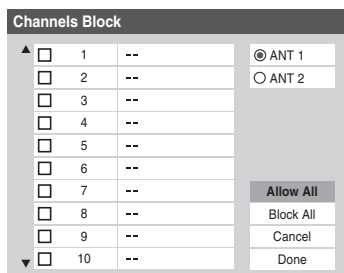 Channels Block
1 -- ANT 1
2 -- ANT 2
3 --
4 --
5 --
6 --
7 -- Allow All
8 -- Block All
9 -- Cancel
10 -- Done